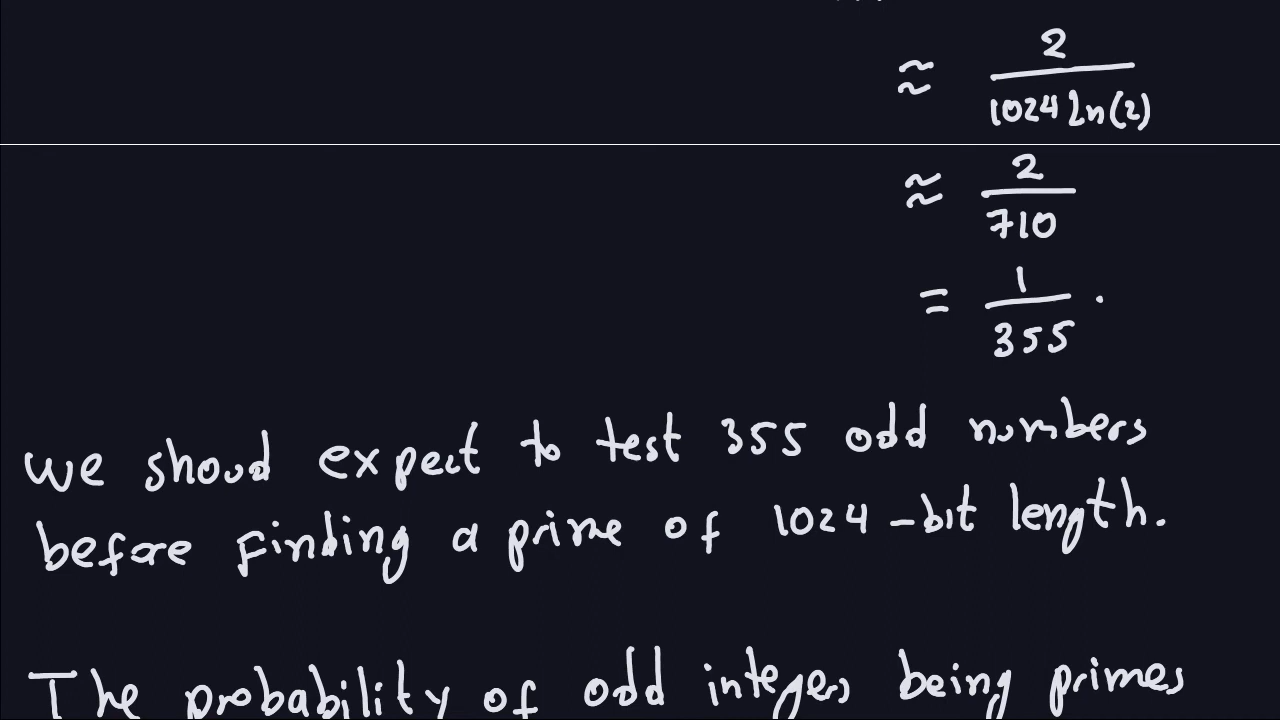 ≈ 2 / 1024 ln(2)
≈ 2 / 710
= 1 / 355 .
we shoud expect to test 355 odd numbers
before Finding a prime of 1024-bit length.
The probability of odd integers being primes